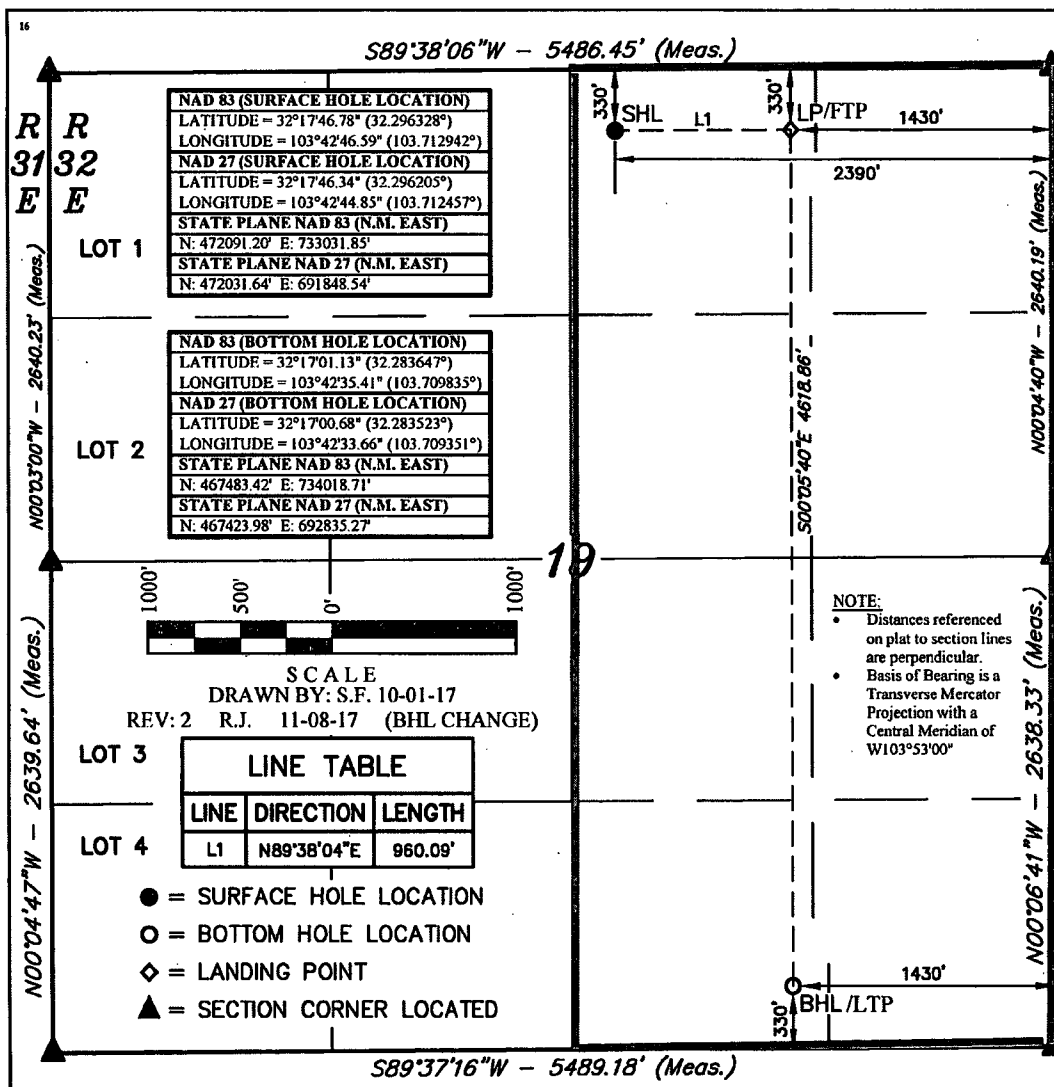 16
S89°38'06"W – 5486.45' (Meas.)
R R
31 32
E E
NAD 83 (SURFACE HOLE LOCATION)
LATITUDE = 32°17'46.78" (32.296328°)
LONGITUDE = 103°42'46.59" (103.712942°)
NAD 27 (SURFACE HOLE LOCATION)
LATITUDE = 32°17'46.34" (32.296205°)
LONGITUDE = 103°42'44.85" (103.712457°)
STATE PLANE NAD 83 (N.M. EAST)
N: 472091.20' E: 733031.85'
STATE PLANE NAD 27 (N.M. EAST)
N: 472031.64' E: 691848.54'
LOT 1
330'
SHL
L1
330'
LP/FTP
1430'
2390'
N00°03'00"W – 2640.23' (Meas.)
N00°04'40"W – 2640.19' (Meas.)
NAD 83 (BOTTOM HOLE LOCATION)
LATITUDE = 32°17'01.13" (32.283647°)
LONGITUDE = 103°42'35.41" (103.709835°)
NAD 27 (BOTTOM HOLE LOCATION)
LATITUDE = 32°17'00.68" (32.283523°)
LONGITUDE = 103°42'33.66" (103.709351°)
STATE PLANE NAD 83 (N.M. EAST)
N: 467483.42' E: 734018.71'
STATE PLANE NAD 27 (N.M. EAST)
N: 467423.98' E: 692835.27'
LOT 2
S00°05'40"E 4618.86'
19
1000'
500'
0'
1000'
SCALE
DRAWN BY: S.F. 10-01-17
REV: 2 R.J. 11-08-17 (BHL CHANGE)
NOTE:
• Distances referenced
on plat to section lines
are perpendicular.
• Basis of Bearing is a
Transverse Mercator
Projection with a
Central Meridian of
W103°53'00"
N00°04'47"W – 2639.64' (Meas.)
N00°06'41"W – 2638.33' (Meas.)
LOT 3
LINE TABLE
LINE DIRECTION LENGTH
L1 N89°38'04"E 960.09'
LOT 4
= SURFACE HOLE LOCATION
= BOTTOM HOLE LOCATION
= LANDING POINT
= SECTION CORNER LOCATED
1430'
BHL/LTP
330'
S89°37'16"W – 5489.18' (Meas.)